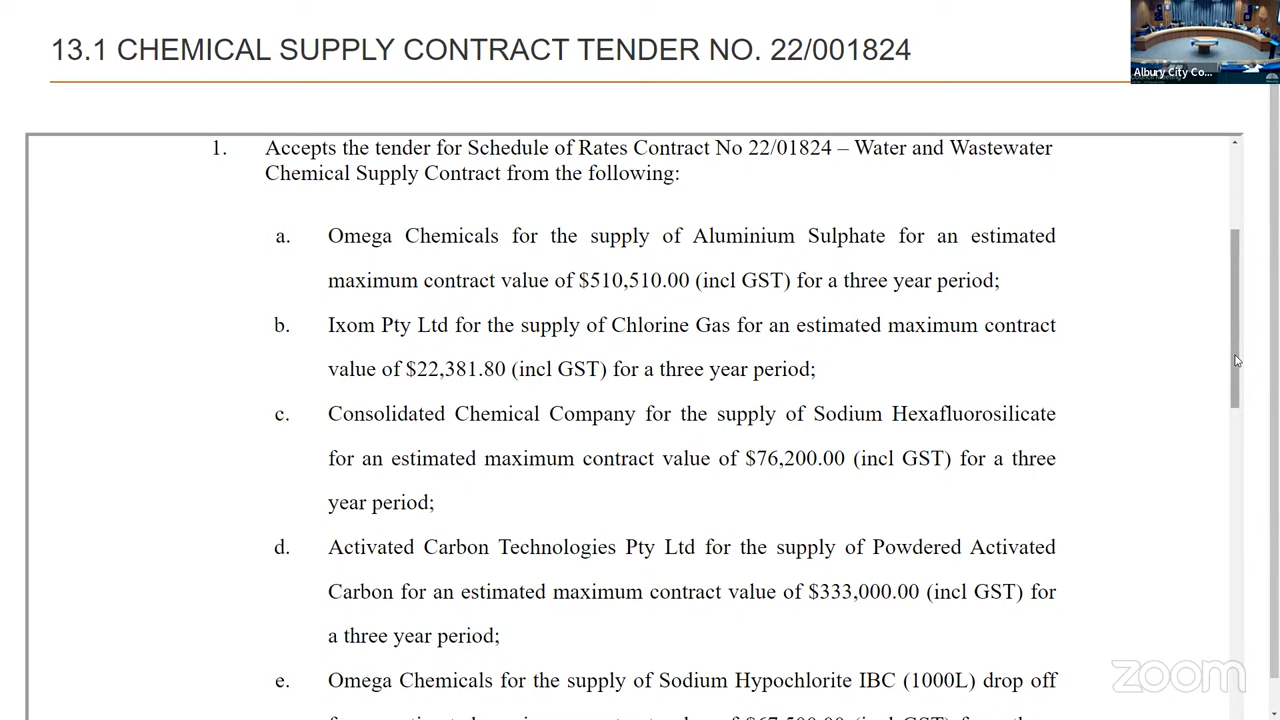 13.1 CHEMICAL SUPPLY CONTRACT TENDER NO. 22/001824
Albury City Co...
1. Accepts the tender for Schedule of Rates Contract No 22/01824 – Water and Wastewater
Chemical Supply Contract from the following:
a. Omega Chemicals for the supply of Aluminium Sulphate for an estimated
maximum contract value of $510,510.00 (incl GST) for a three year period;
b. Ixom Pty Ltd for the supply of Chlorine Gas for an estimated maximum contract
value of $22,381.80 (incl GST) for a three year period;
c. Consolidated Chemical Company for the supply of Sodium Hexafluorosilicate
for an estimated maximum contract value of $76,200.00 (incl GST) for a three
year period;
d. Activated Carbon Technologies Pty Ltd for the supply of Powdered Activated
Carbon for an estimated maximum contract value of $333,000.00 (incl GST) for
a three year period;
e. Omega Chemicals for the supply of Sodium Hypochlorite IBC (1000L) drop off
zoom